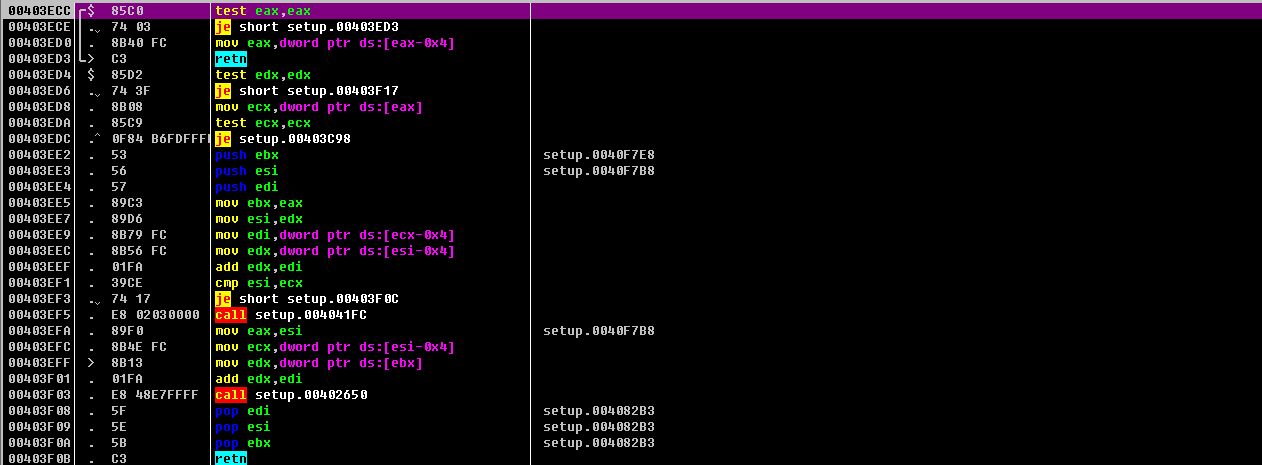 00403ECC $ 85C0 test eax,eax
00403ECE . 74 03 je short setup.00403ED3
00403ED0 . 8B40 FC mov eax,dword ptr ds:[eax-0x4]
00403ED3 > C3 retn
00403ED4 $ 85D2 test edx,edx
00403ED6 . 74 3F je short setup.00403F17
00403ED8 . 8B08 mov ecx,dword ptr ds:[eax]
00403EDA . 85C9 test ecx,ecx
00403EDC .^ 0F84 B6FDFFFF je setup.00403C98
00403EE2 . 53 push ebx setup.0040F7E8
00403EE3 . 56 push esi setup.0040F7B8
00403EE4 . 57 push edi
00403EE5 . 89C3 mov ebx,eax
00403EE7 . 89D6 mov esi,edx
00403EE9 . 8B79 FC mov edi,dword ptr ds:[ecx-0x4]
00403EEC . 8B56 FC mov edx,dword ptr ds:[esi-0x4]
00403EEF . 01FA add edx,edi
00403EF1 . 39CE cmp esi,ecx
00403EF3 . 74 17 je short setup.00403F0C
00403EF5 . E8 02030000 call setup.004041FC
00403EFA . 89F0 mov eax,esi setup.0040F7B8
00403EFC . 8B4E FC mov ecx,dword ptr ds:[esi-0x4]
00403EFF > 8B13 mov edx,dword ptr ds:[ebx]
00403F01 . 01FA add edx,edi
00403F03 . E8 48E7FFFF call setup.00402650
00403F08 . 5F pop edi setup.004082B3
00403F09 . 5E pop esi setup.004082B3
00403F0A . 5B pop ebx setup.004082B3
00403F0B . C3 retn